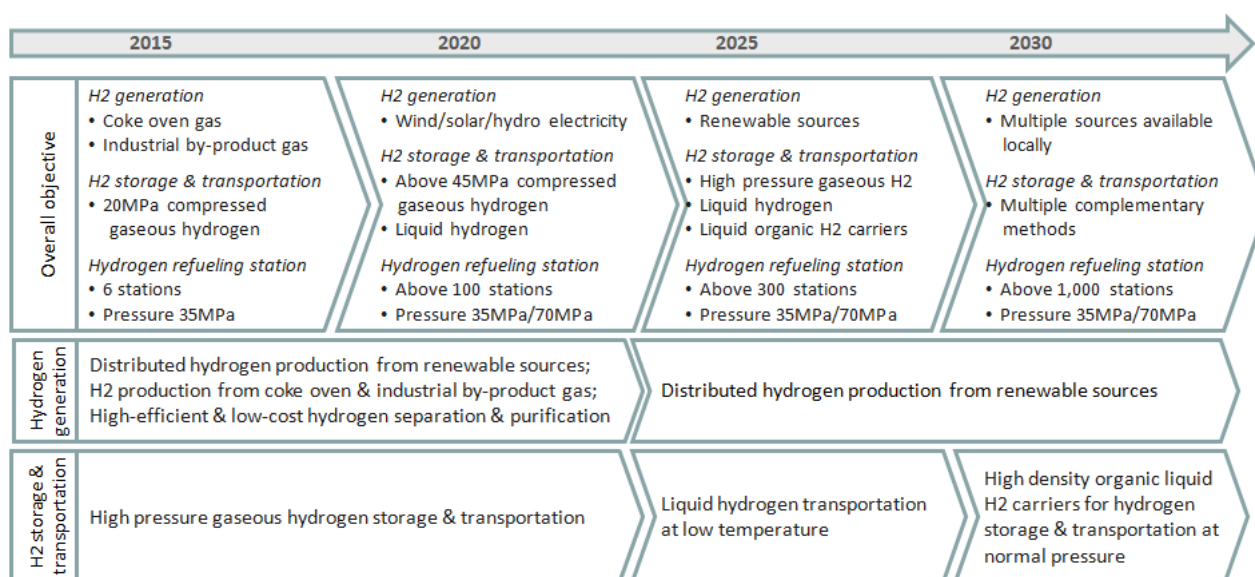 2015
2020
2025
2030
Overall objective
H2 generation
• Coke oven gas
• Industrial by-product gas
H2 storage & transportation
• 20MPa compressed
gaseous hydrogen
Hydrogen refueling station
• 6 stations
• Pressure 35MPa
H2 generation
• Wind/solar/hydro electricity
H2 storage & transportation
• Above 45MPa compressed
gaseous hydrogen
• Liquid hydrogen
Hydrogen refueling station
• Above 100 stations
• Pressure 35MPa/70MPa
H2 generation
• Renewable sources
H2 storage & transportation
• High pressure gaseous H2
• Liquid hydrogen
• Liquid organic H2 carriers
Hydrogen refueling station
• Above 300 stations
• Pressure 35MPa/70MPa
H2 generation
• Multiple sources available
locally
H2 storage & transportation
• Multiple complementary
methods
Hydrogen refueling station
• Above 1,000 stations
• Pressure 35MPa/70MPa
Hydrogen
generation
Distributed hydrogen production from renewable sources;
H2 production from coke oven & industrial by-product gas;
High-efficient & low-cost hydrogen separation & purification
Distributed hydrogen production from renewable sources
H2 storage &
transportation
High pressure gaseous hydrogen storage & transportation
Liquid hydrogen transportation
at low temperature
High density organic liquid
H2 carriers for hydrogen
storage & transportation at
normal pressure